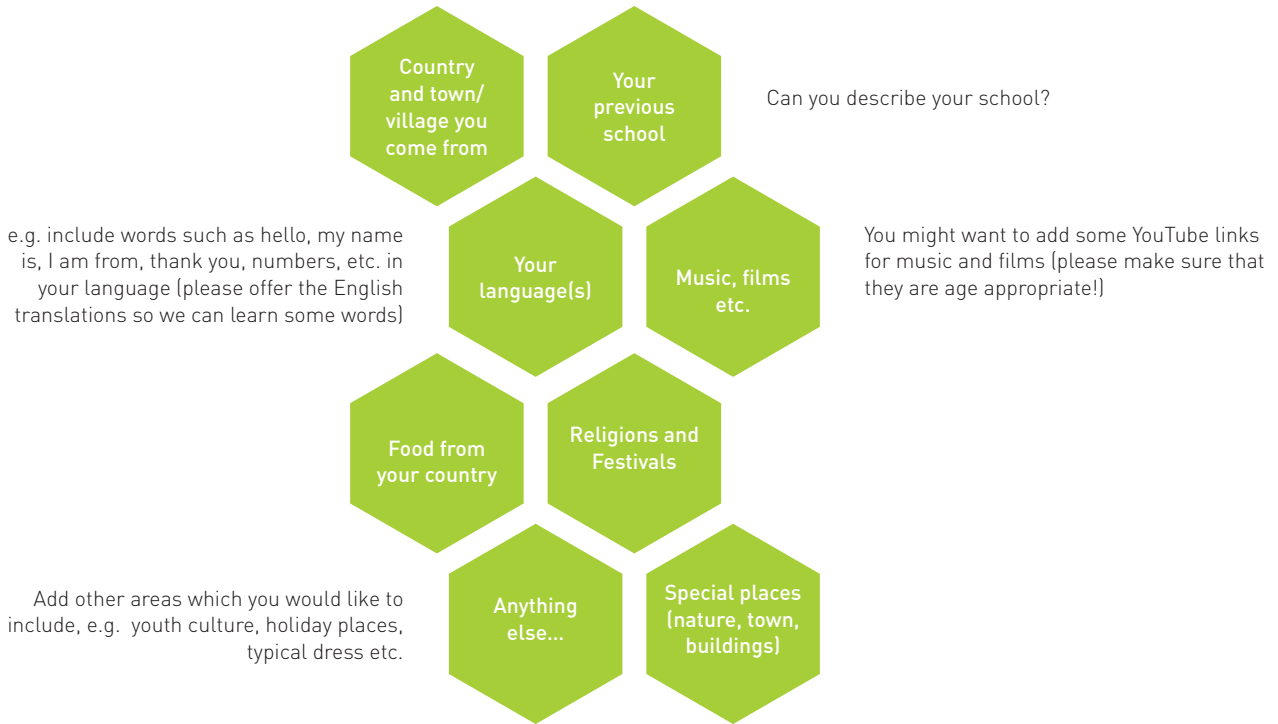 Country
and town/
village you
come from
Your
previous
school
Can you describe your school?
e.g. include words such as hello, my name
is, I am from, thank you, numbers, etc. in
your language (please offer the English
translations so we can learn some words)
Your
language(s)
Music, films
etc.
You might want to add some YouTube links
for music and films (please make sure that
they are age appropriate!)
Food from
your country
Religions and
Festivals
Add other areas which you would like to
include, e.g. youth culture, holiday places,
typical dress etc.
Anything
else...
Special places
(nature, town,
buildings)